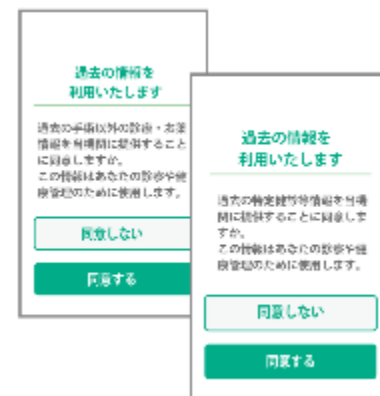 過去の情報を
利用いたします
過去の手術以外の診療・お薬
情報を当機関に提供すること
に同意しますか。
この情報はあなたの診察や健
康管理のために使用します。
同意しない
同意する
過去の情報を
利用いたします
過去の特定健診等情報を当機
関に提供することに同意しま
すか。
この情報はあなたの診察や健
康管理のために使用します。
同意しない
同意する